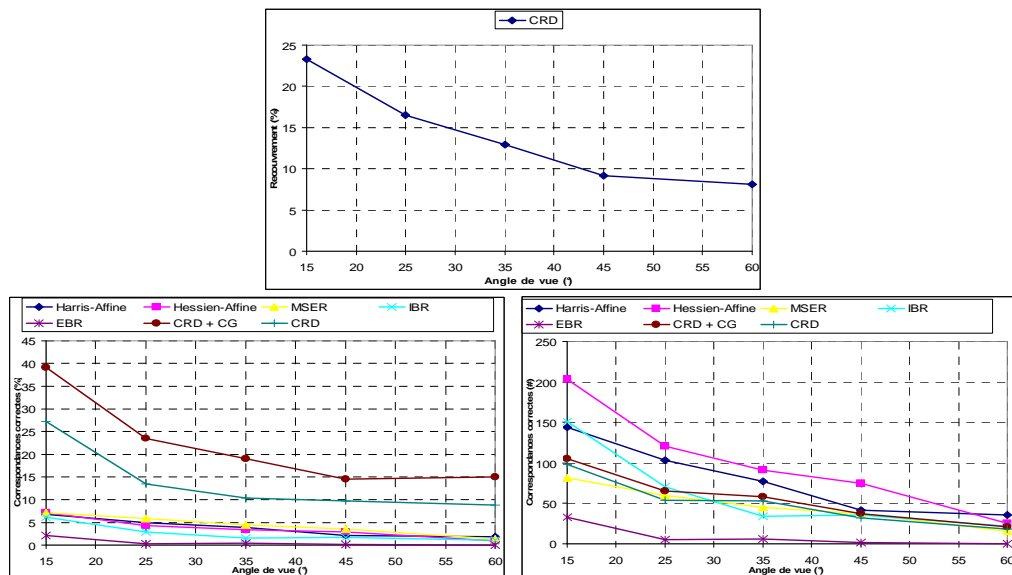 CRD
25
20
15
10
5
0
Recouvrement (%)
15 20 25 30 35 40 45 50 55 60
Angle de vue (°)
Harris-Affine Hessien-Affine MSER IBR
EBR CRD + CG CRD
45
40
35
30
25
20
15
10
5
0
Correspondances correctes (%)
15 20 25 30 35 40 45 50 55 60
Angle de vue (°)
Harris-Affine Hessien-Affine MSER IBR
EBR CRD + CG CRD
250
200
150
100
50
0
Correspondances correctes (#)
15 20 25 30 35 40 45 50 55 60
Angle de vue (°)